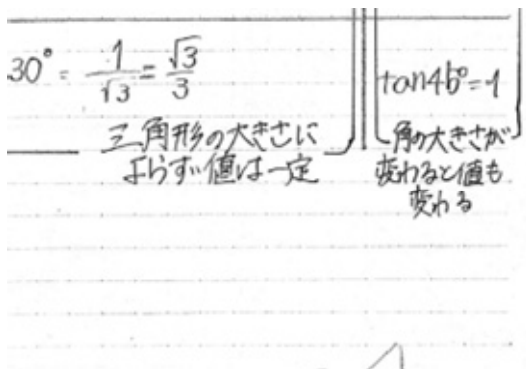 30° = 1/√3 = √3/3
三角形の大きさに
よらず値は一定
tan45°=1
角の大きさが
変わると値も
変わる